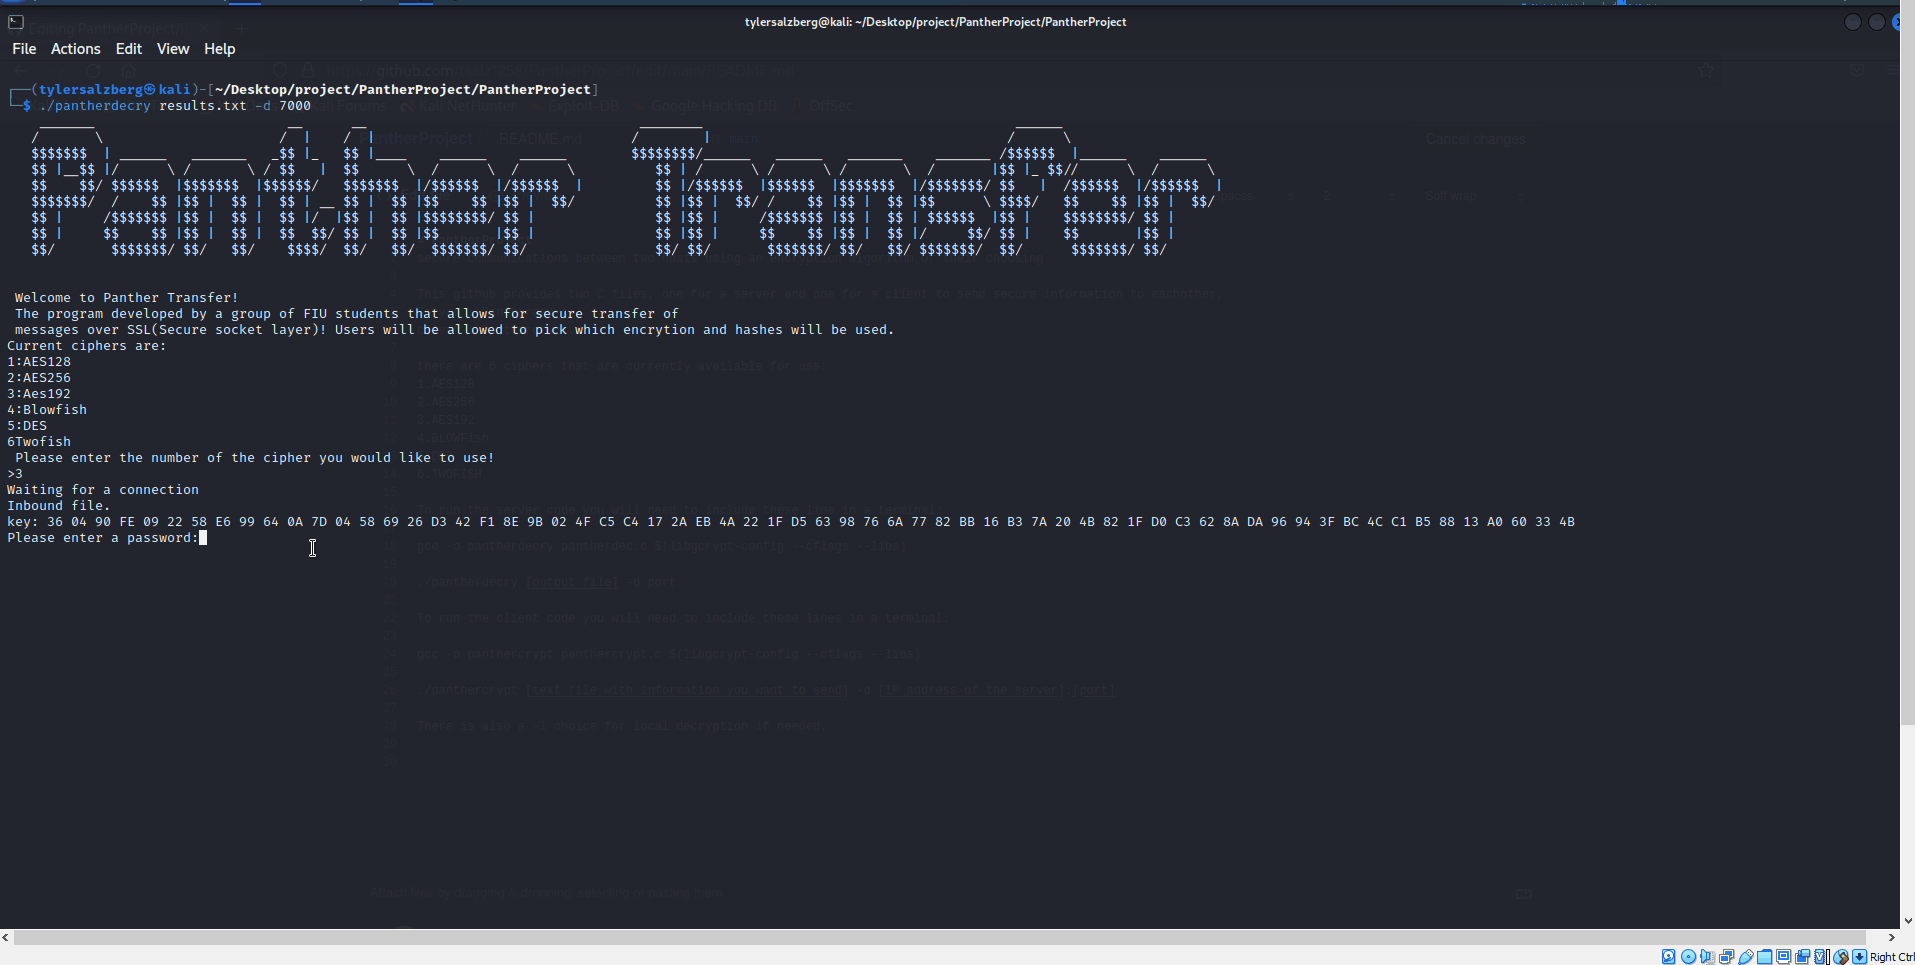 tylersalzberg@kali: ~/Desktop/project/PantherProject/PantherProject
File Actions Edit View Help
┌──(tylersalzberg㉿kali)-[~/Desktop/project/PantherProject/PantherProject]
└─$ ./pantherdecry results.txt -d 7000
Panther Transfer
Welcome to Panther Transfer!
The program developed by a group of FIU students that allows for secure transfer of
messages over SSL(Secure socket layer)! Users will be allowed to pick which encrytion and hashes will be used.
Current ciphers are:
1:AES128
2:AES256
3:Aes192
4:Blowfish
5:DES
6Twofish
Please enter the number of the cipher you would like to use!
>3
Waiting for a connection
Inbound file.
key: 36 04 90 FE 09 22 58 E6 99 64 0A 7D 04 58 69 26 D3 42 F1 8E 9B 02 4F C5 C4 17 2A EB 4A 22 1F D5 63 98 76 6A 77 82 BB 16 B3 7A 20 4B 82 1F D0 C3 62 8A DA 96 94 3F BC 4C C1 B5 88 13 A0 60 33 4B
Please enter a password:
Right Ctrl